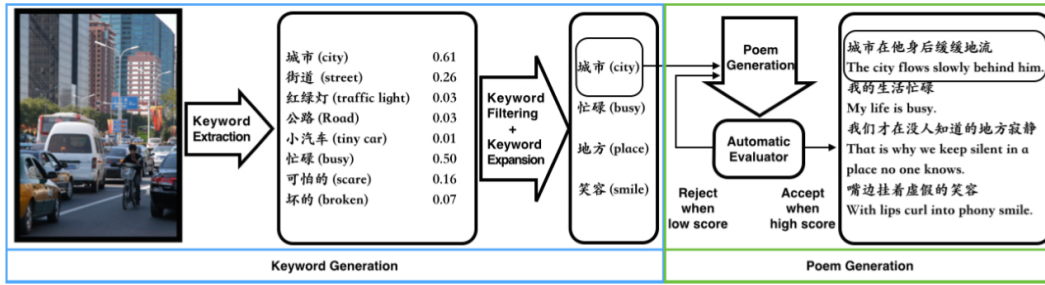 Keyword
Extraction
城市 (city) 0.61
街道 (street) 0.26
红绿灯 (traffic light) 0.03
公路 (Road) 0.03
小汽车 (tiny car) 0.01
忙碌 (busy) 0.50
可怕的 (scare) 0.16
坏的 (broken) 0.07
Keyword
Filtering
+
Keyword
Expansion
城市 (city)
忙碌 (busy)
地方 (place)
笑容 (smile)
Poem
Generation
Automatic
Evaluator
Reject
when
low score
Accept
when
high score
城市在他身后缓缓地流
The city flows slowly behind him.
我的生活忙碌
My life is busy.
我们才在没人知道的地方寂静
That is why we keep silent in a
place no one knows.
嘴边挂着虚假的笑容
With lips curl into phony smile.
Keyword Generation
Poem Generation